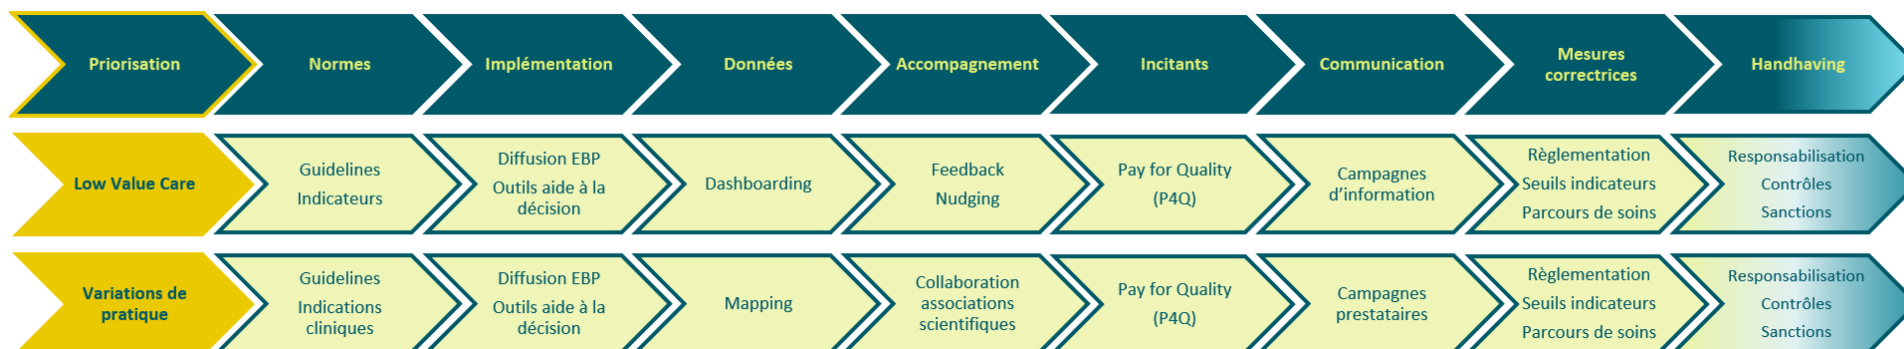 Priorisation
Normes
Implémentation
Données
Accompagnement
Incitants
Communication
Mesures
correctrices
Handhaving
Low Value Care
Guidelines
Indicateurs
Diffusion EBP
Outils aide à la
décision
Dashboarding
Feedback
Nudging
Pay for Quality
(P4Q)
Campagnes
d'information
Règlementation
Seuils indicateurs
Parcours de soins
Responsabilisation
Contrôles
Sanctions
Variations de
pratique
Guidelines
Indications
cliniques
Diffusion EBP
Outils aide à la
décision
Mapping
Collaboration
associations
scientifiques
Pay for Quality
(P4Q)
Campagnes
prestataires
Règlementation
Seuils indicateurs
Parcours de soins
Responsabilisation
Contrôles
Sanctions